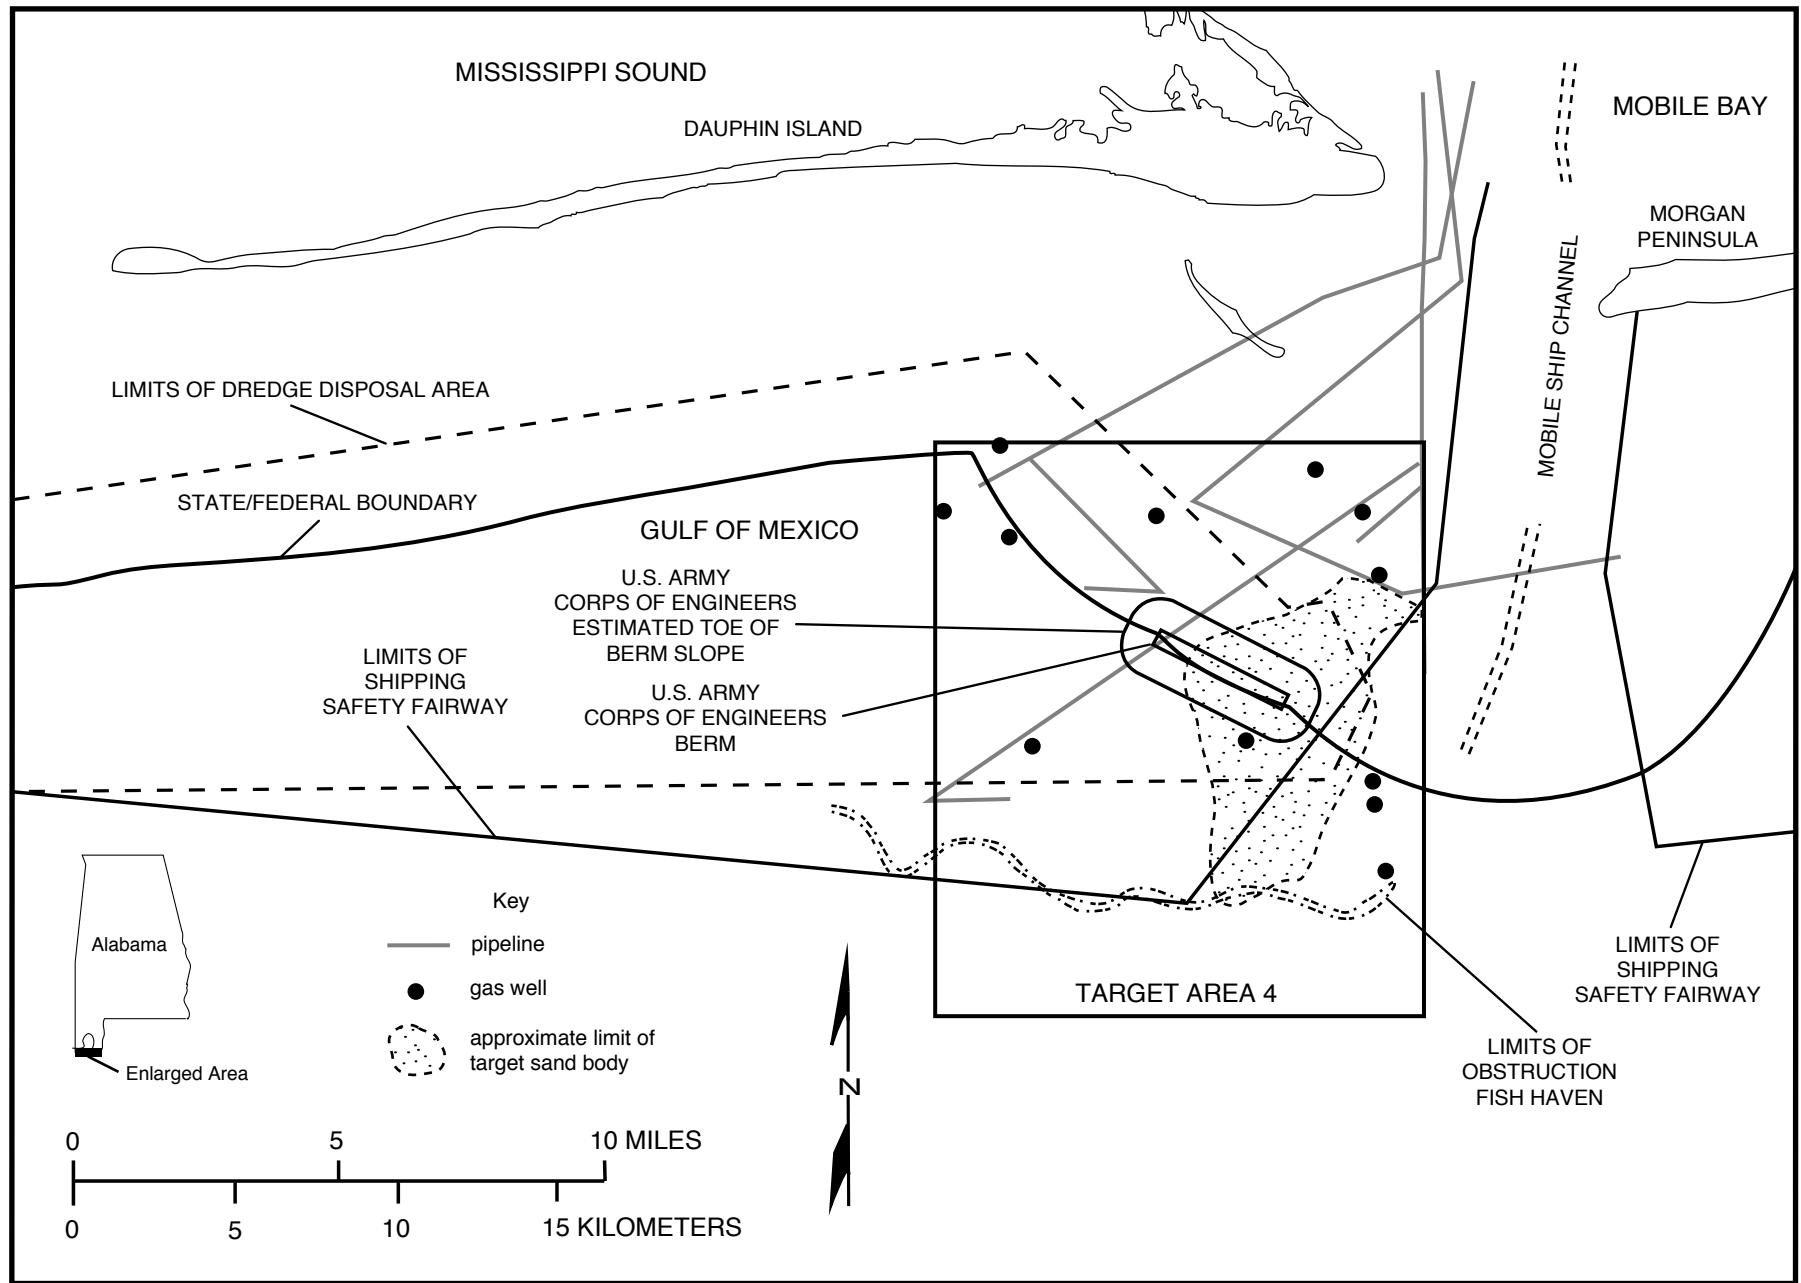 MISSISSIPPI SOUND
DAUPHIN ISLAND
MOBILE BAY
MORGAN
PENINSULA
MOBILE SHIP CHANNEL
LIMITS OF DREDGE DISPOSAL AREA
STATE/FEDERAL BOUNDARY
GULF OF MEXICO
U.S. ARMY
CORPS OF ENGINEERS
ESTIMATED TOE OF
BERM SLOPE
LIMITS OF
SHIPPING
SAFETY FAIRWAY
U.S. ARMY
CORPS OF ENGINEERS
BERM
Key
pipeline
gas well
approximate limit of
target sand body
Alabama
Enlarged Area
TARGET AREA 4
LIMITS OF
SHIPPING
SAFETY FAIRWAY
LIMITS OF
OBSTRUCTION
FISH HAVEN
N
0 5 10 MILES
0 5 10 15 KILOMETERS